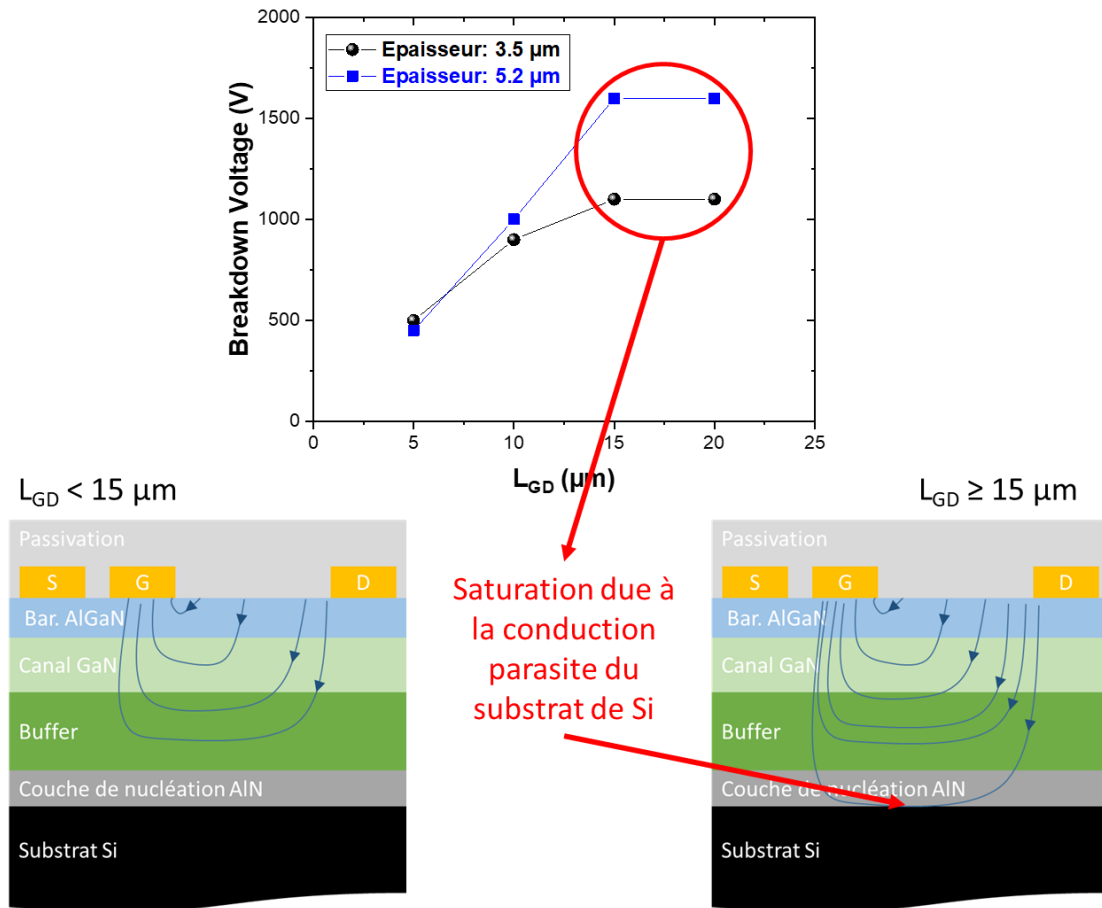 2000
1500
1000
500
0
Breakdown Voltage (V)
Epaisseur: 3.5 µm
Epaisseur: 5.2 µm
0 5 10 15 20 25
L_GD (µm)
L_GD < 15 µm
Passivation
S G D
Bar. AlGaN
Canal GaN
Buffer
Couche de nucléation AlN
Substrat Si
Saturation due à
la conduction
parasite du
substrat de Si
L_GD ≥ 15 µm
Passivation
S G D
Bar. AlGaN
Canal GaN
Buffer
Couche de nucléation AlN
Substrat Si